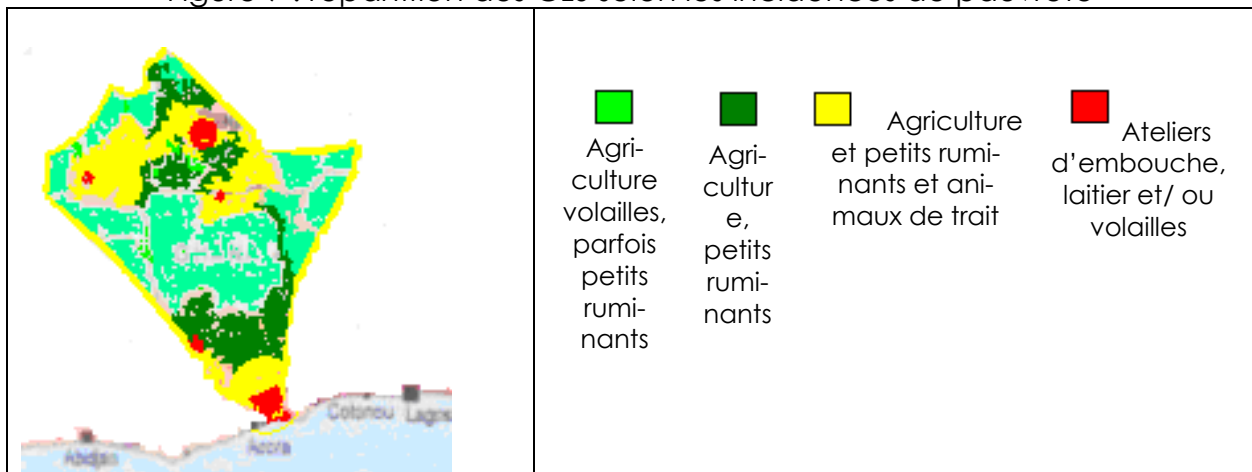 Agri-
culture
volailles,
parfois
petits
rumi-
nants
Agri-
cultur
e,
petits
rumi-
nants
Agriculture
et petits rumi-
nants et ani-
maux de trait
Ateliers
d’embouche,
laitier et/ ou
volailles
Cotonou
Lagos
Accra
Abidjan